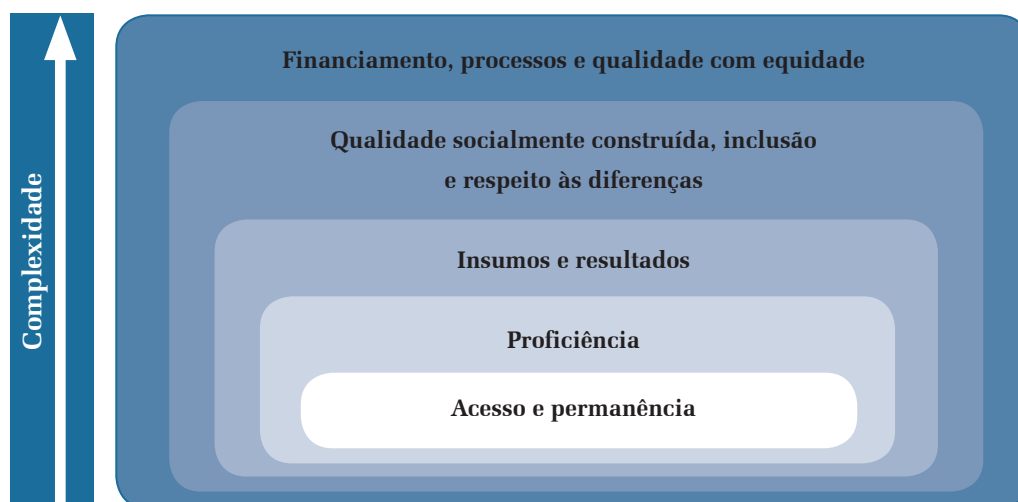 Complexidade
Financiamento, processos e qualidade com equidade
Qualidade socialmente construída, inclusão
e respeito às diferenças
Insumos e resultados
Proficiência
Acesso e permanência